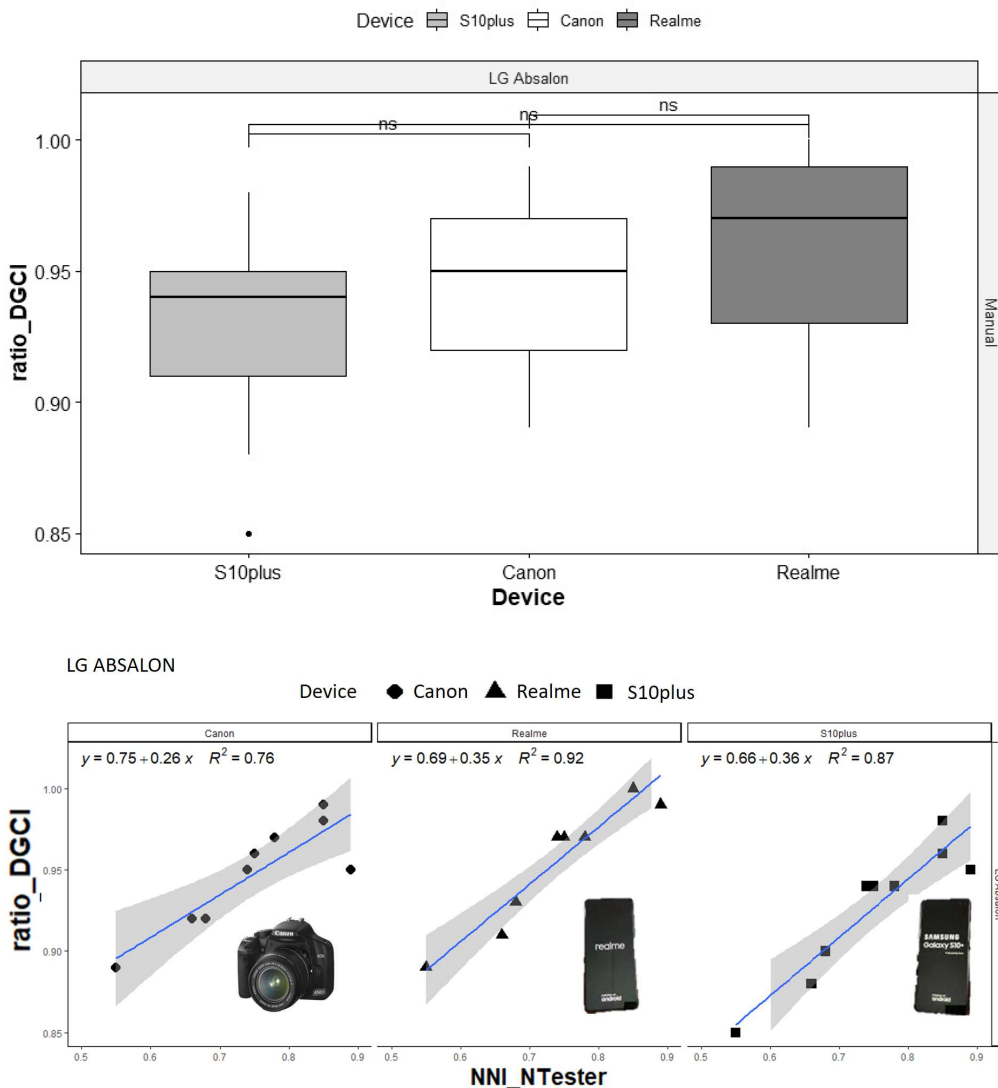 Device S10plus Canon Realme
LG Absalon
ns
ns
ns
1.00
0.95
0.90
0.85
ratio_DGCI
Manual
S10plus Canon Realme
Device
LG ABSALON
Device Canon Realme S10plus
Canon Realme S10plus
y = 0.75 + 0.26 x R² = 0.76
y = 0.69 + 0.35 x R² = 0.92
y = 0.66 + 0.36 x R² = 0.87
1.00
0.95
0.90
0.85
ratio_DGCI
Canon
realme
android
SAMSUNG
Galaxy S10+
android
0.5 0.6 0.7 0.8 0.9
0.5 0.6 0.7 0.8 0.9
0.5 0.6 0.7 0.8 0.9
NNI_NTester